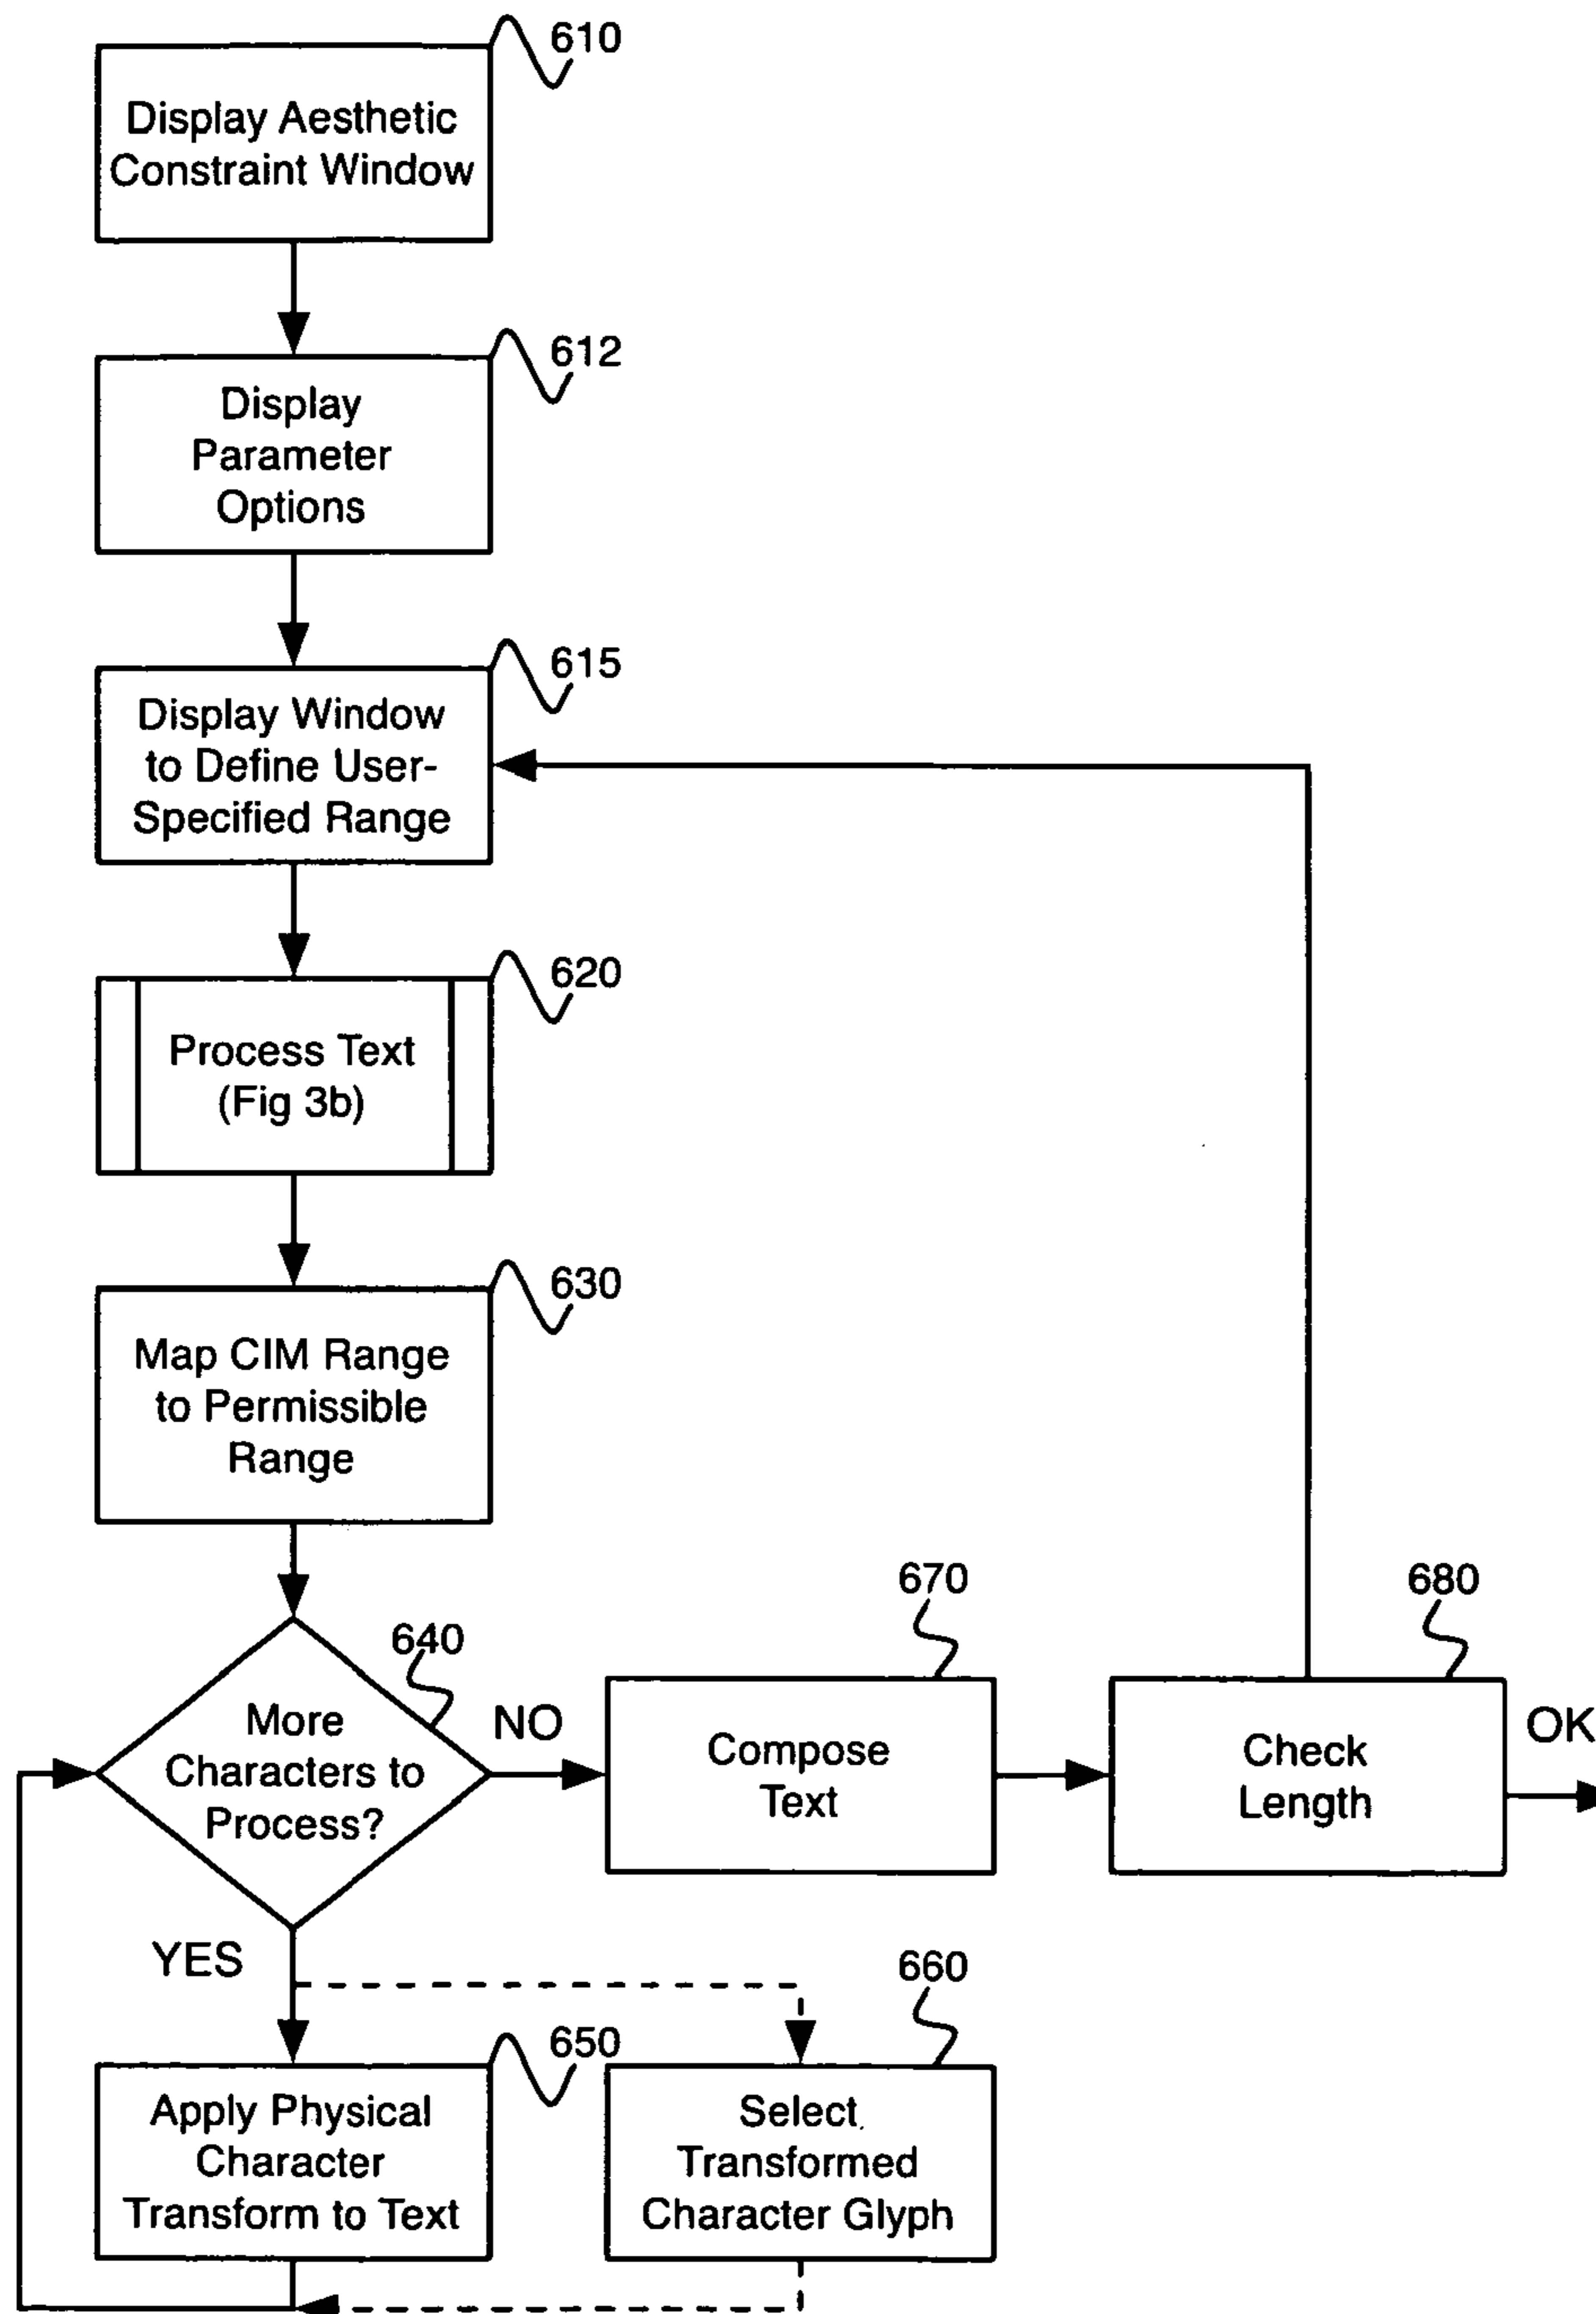 610
Display Aesthetic
Constraint Window
612
Display
Parameter
Options
615
Display Window
to Define User-
Specified Range
620
Process Text
(Fig 3b)
630
Map CIM Range
to Permissible
Range
640
More
Characters to
Process?
NO
670
Compose
Text
680
Check
Length
OK
YES
650
Apply Physical
Character
Transform to Text
660
Select
Transformed
Character Glyph